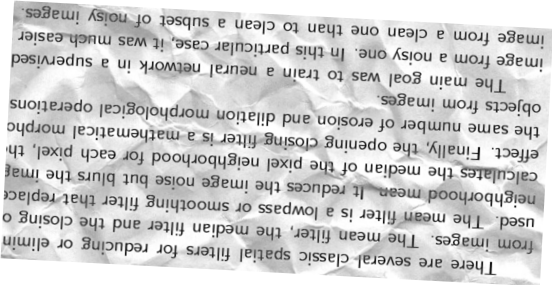 There are several classic spatial filters for reducing or elimin
from images. The mean filter, the median filter and the closing o
used. The mean filter is a lowpass or smoothing filter that replace
neighborhood mean. It reduces the image noise but blurs the imag
calculates the median of the pixel neighborhood for each pixel, th
effect. Finally, the opening closing filter is a mathematical morpho
the same number of erosion and dilation morphological operations
objects from images.
The main goal was to train a neural network in a supervised
image from a noisy one. In this particular case, it was much easier
image from a clean one than to clean a subset of noisy images.